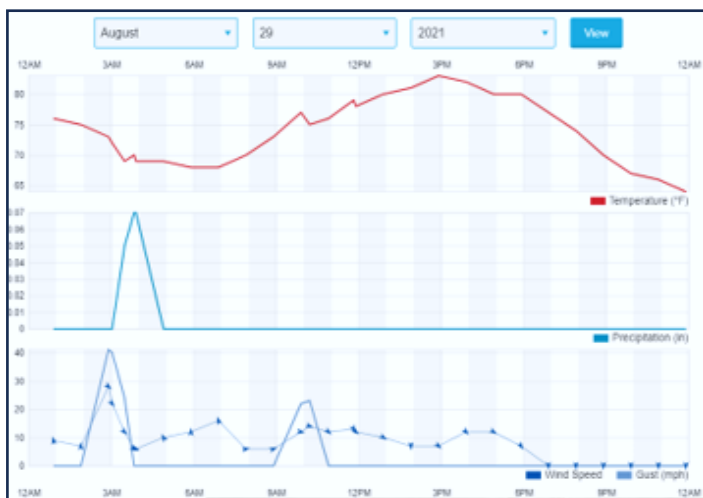 August 29 2021 View
12AM 3AM 6AM 9AM 12PM 3PM 6PM 9PM 12AM
80
75
70
65
Temperature (°F)
0.07
0.06
0.05
0.04
0.03
0.02
0.01
0
Precipitation (in)
40
30
20
10
0
Wind Speed Gust (mph)
12AM 3AM 6AM 9AM 12PM 3PM 6PM 9PM 12AM